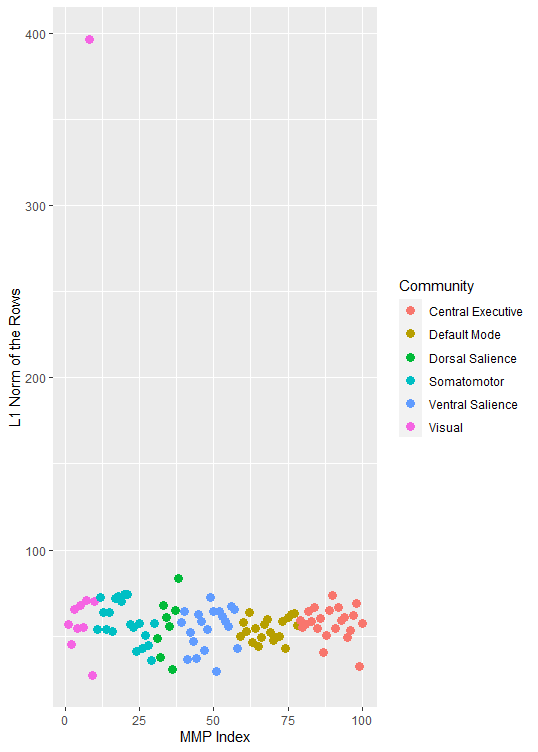 400
300
200
100
L1 Norm of the Rows
0
25
50
75
100
MMP Index
Community
Central Executive
Default Mode
Dorsal Salience
Somatomotor
Ventral Salience
Visual